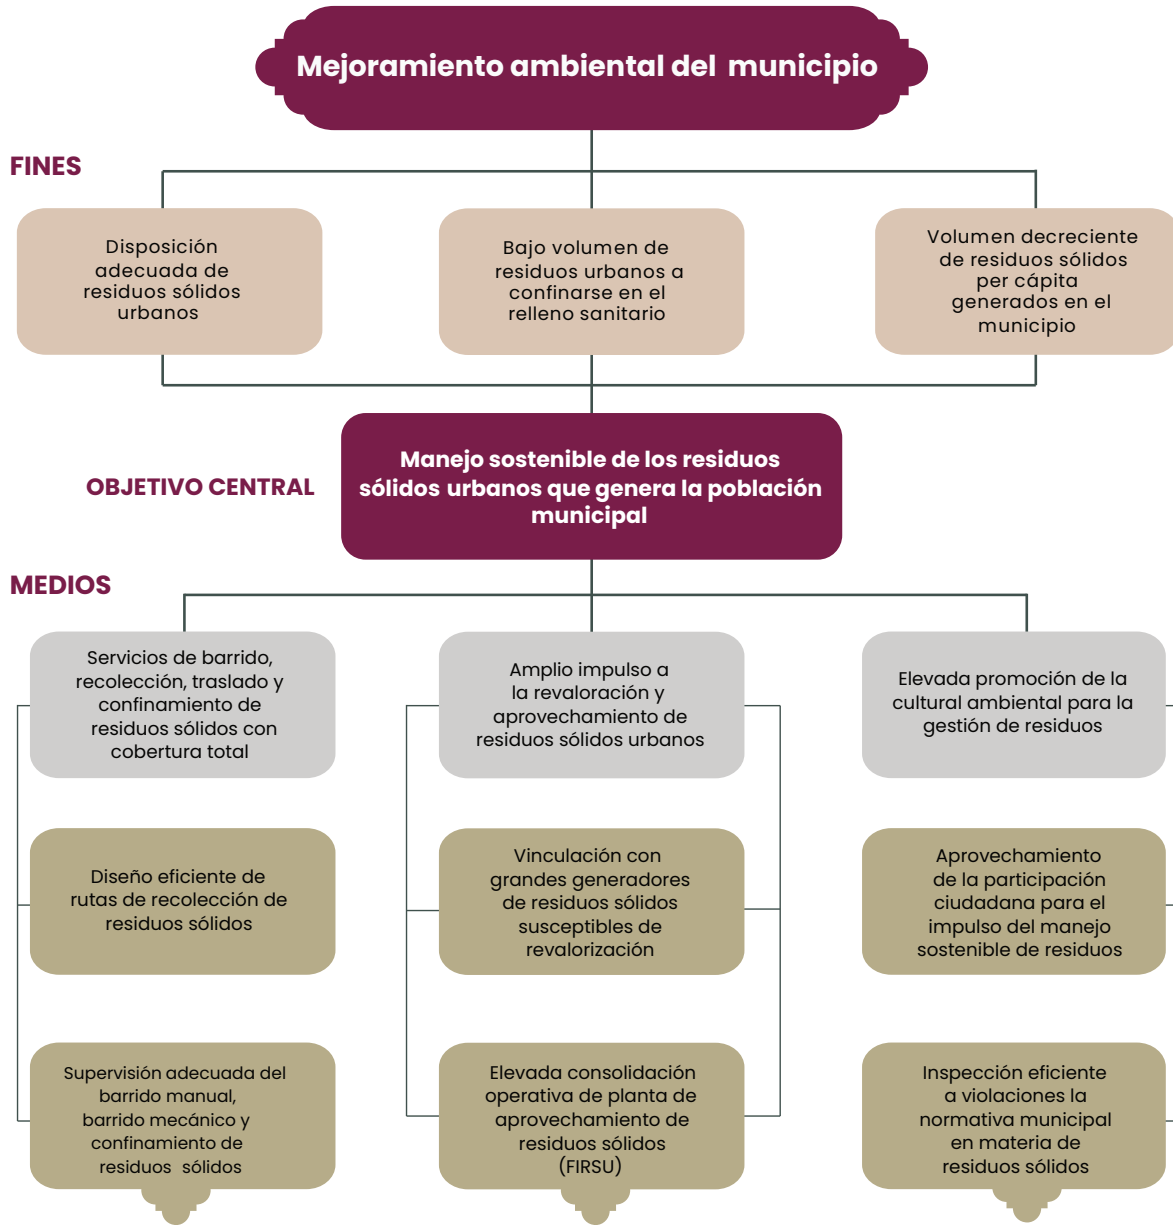 Mejoramiento ambiental del municipio
FINES
Disposición
adecuada de
residuos sólidos
urbanos
Bajo volumen de
residuos urbanos a
confinarse en el
relleno sanitario
Volumen decreciente
de residuos sólidos
per cápita
generados en el
municipio
OBJETIVO CENTRAL
Manejo sostenible de los residuos
sólidos urbanos que genera la población
municipal
MEDIOS
Servicios de barrido,
recolección, traslado y
confinamiento de
residuos sólidos con
cobertura total
Amplio impulso a
la revaloración y
aprovechamiento de
residuos sólidos urbanos
Elevada promoción de la
cultural ambiental para la
gestión de residuos
Diseño eficiente de
rutas de recolección de
residuos sólidos
Vinculación con
grandes generadores
de residuos sólidos
susceptibles de
revalorización
Aprovechamiento
de la participación
ciudadana para el
impulso del manejo
sostenible de residuos
Supervisión adecuada del
barrido manual,
barrido mecánico y
confinamiento de
residuos sólidos
Elevada consolidación
operativa de planta de
aprovechamiento de
residuos sólidos
(FIRSU)
Inspección eficiente
a violaciones la
normativa municipal
en materia de
residuos sólidos